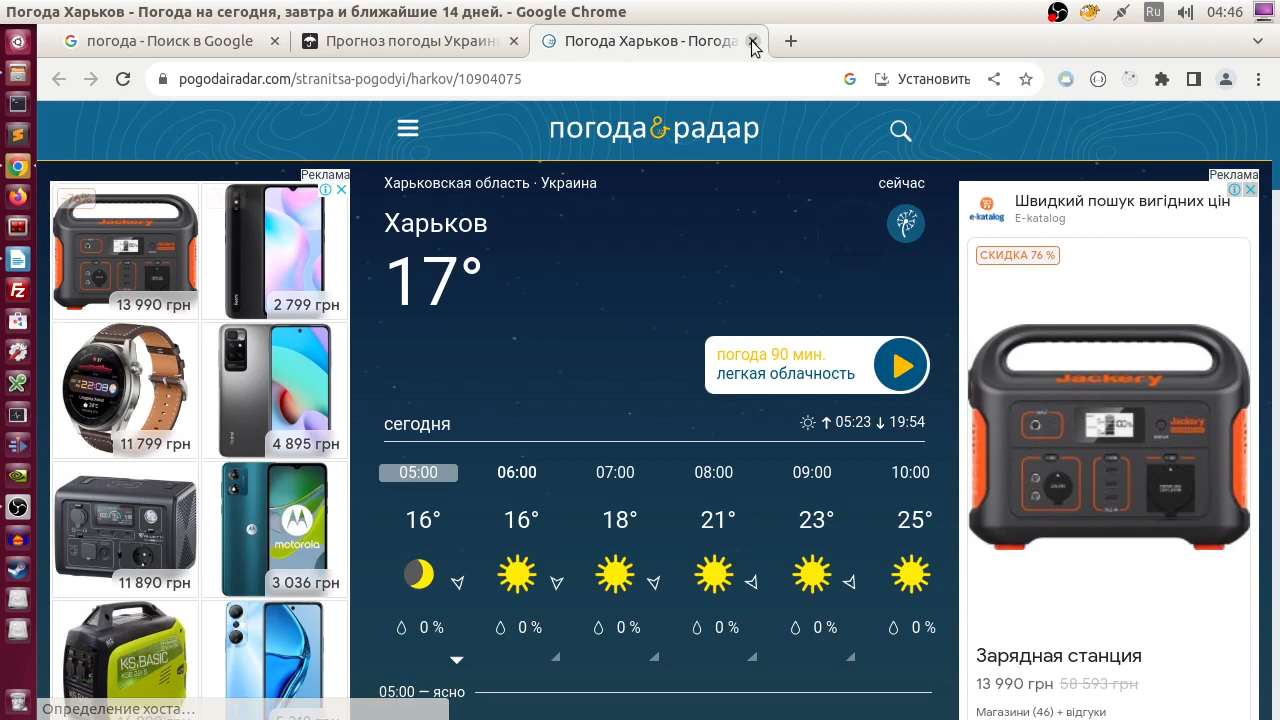 Погода Харьков - Погода на сегодня, завтра и ближайшие 14 дней. - Google Chrome
Ru
04:46
погода - Поиск в Google
Прогноз погоды Украин
Погода Харьков - Погода
pogodairadar.com/stranitsa-pogodyi/harkov/10904075
Установить
погода&радар
Реклама
13 990 грн
2 799 грн
11 799 грн
4 895 грн
11 890 грн
3 036 грн
motorola
KS BASIC
Определение хоста…
Харьковская область · Украина
сейчас
Харьков
17°
погода 90 мин.
легкая облачность
сегодня
05:23
19:54
05:00 06:00 07:00 08:00 09:00 10:00
16° 16° 18° 21° 23° 25°
0 % 0 % 0 % 0 % 0 % 0 %
05:00 — ясно
Реклама
e-katalog
Швидкий пошук вигідних цін
E-katalog
СКИДКА 76 %
Jackery
Зарядная станция
13 990 грн 58 593 грн
Магазини (46) + відгуки